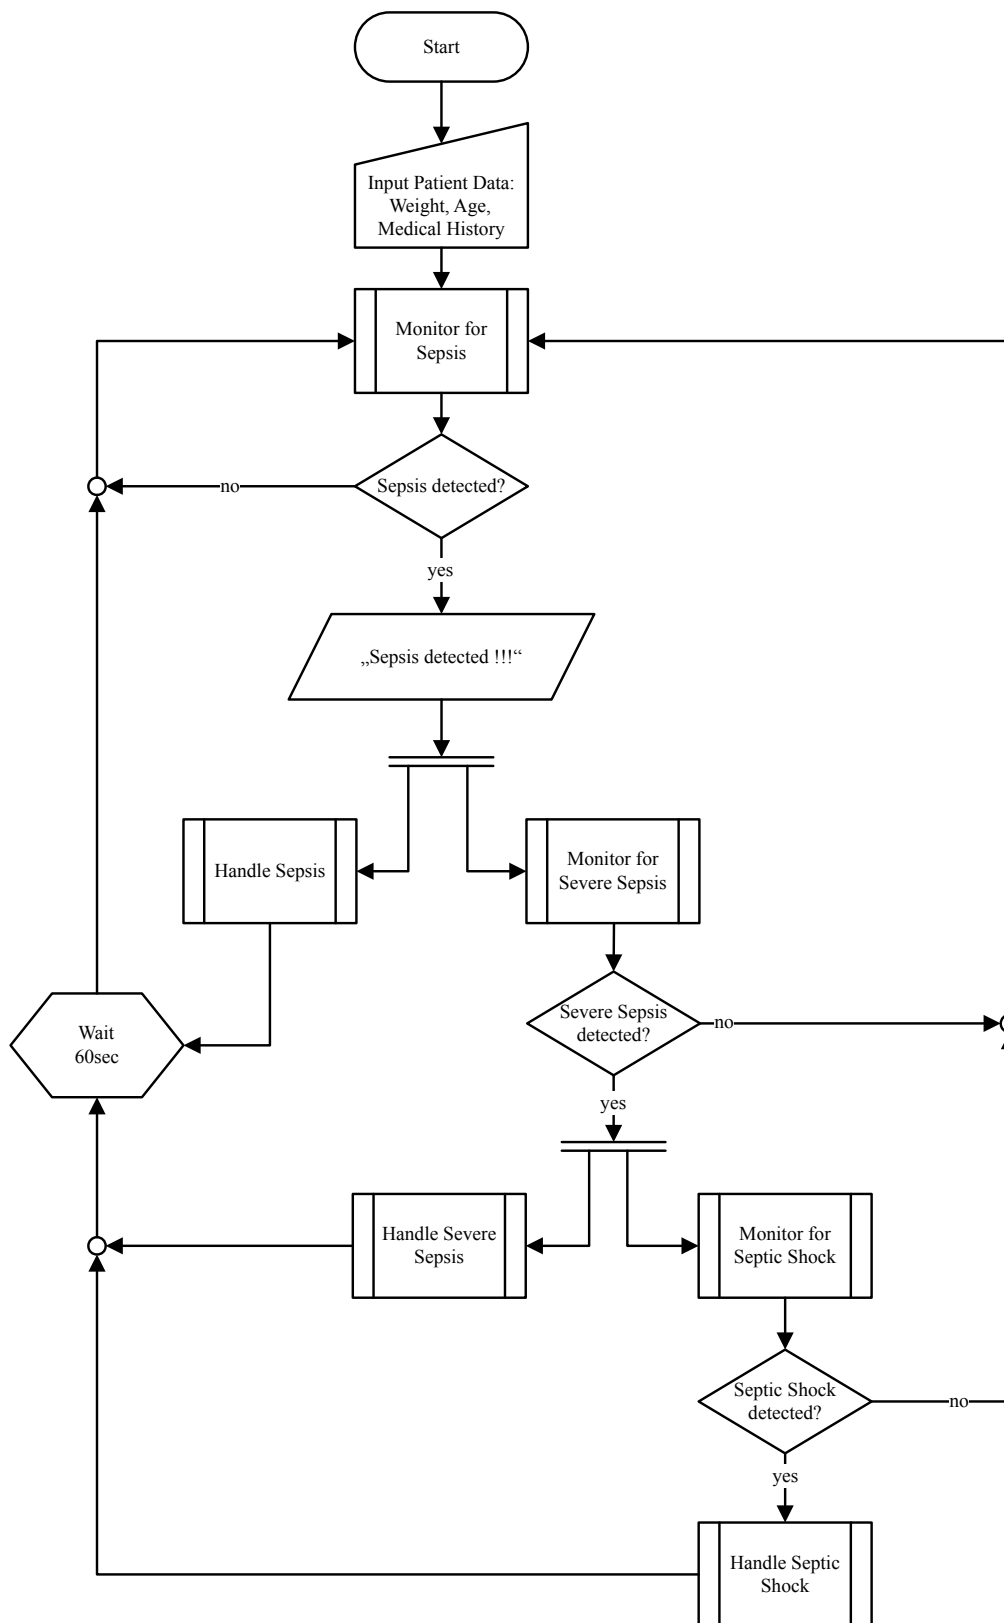 Start
Input Patient Data:
Weight, Age,
Medical History
Monitor for
Sepsis
Sepsis detected?
no
yes
„Sepsis detected !!!“
Handle Sepsis
Monitor for
Severe Sepsis
Wait
60sec
Severe Sepsis
detected?
no
yes
Handle Severe
Sepsis
Monitor for
Septic Shock
Septic Shock
detected?
no
yes
Handle Septic
Shock